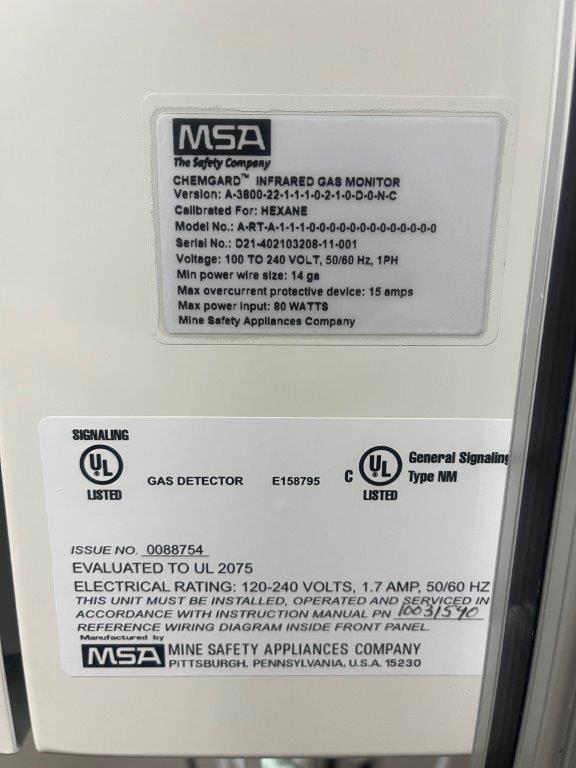 MSA
The Safety Company
CHEMGARD™ INFRARED GAS MONITOR
Version: A-3800-22-1-1-1-0-2-1-0-D-0-N-C
Calibrated For: HEXANE
Model No.: A-RT-A-1-1-1-0-0-0-0-0-0-0-0-0-0-0-0-0
Serial No.: D21-402103208-11-001
Voltage: 100 TO 240 VOLT, 50/60 Hz, 1PH
Min power wire size: 14 ga
Max overcurrent protective device: 15 amps
Max power input: 80 WATTS
Mine Safety Appliances Company
SIGNALING
UL
LISTED
GAS DETECTOR E158795
C UL
LISTED
General Signaling
Type NM
ISSUE NO. 0088754
EVALUATED TO UL 2075
ELECTRICAL RATING: 120-240 VOLTS, 1.7 AMP, 50/60 HZ
THIS UNIT MUST BE INSTALLED, OPERATED AND SERVICED IN
ACCORDANCE WITH INSTRUCTION MANUAL PN 10031540
REFERENCE WIRING DIAGRAM INSIDE FRONT PANEL.
Manufactured by
MSA MINE SAFETY APPLIANCES COMPANY
PITTSBURGH, PENNSYLVANIA, U.S.A. 15230